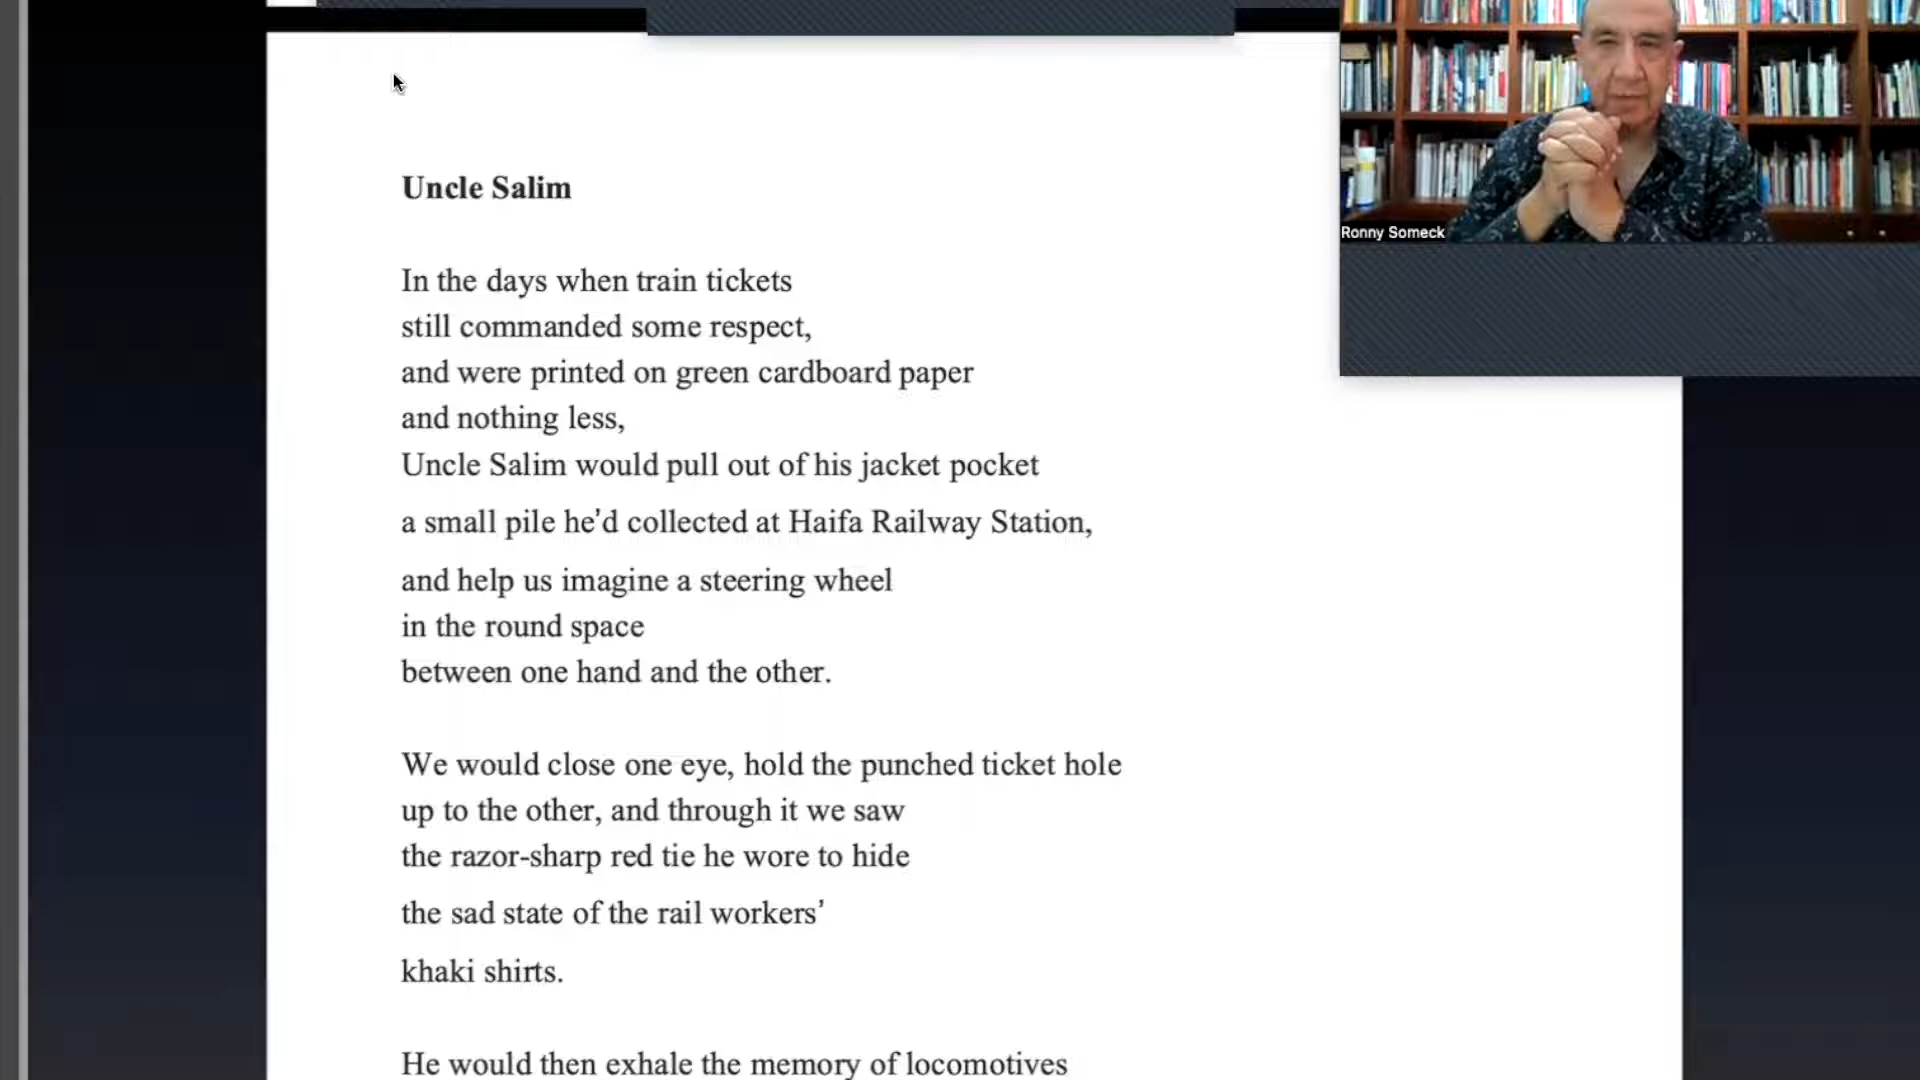 Uncle Salim
In the days when train tickets
still commanded some respect,
and were printed on green cardboard paper
and nothing less,
Uncle Salim would pull out of his jacket pocket
a small pile he’d collected at Haifa Railway Station,
and help us imagine a steering wheel
in the round space
between one hand and the other.
We would close one eye, hold the punched ticket hole
up to the other, and through it we saw
the razor-sharp red tie he wore to hide
the sad state of the rail workers’
khaki shirts.
He would then exhale the memory of locomotives
Ronny Someck